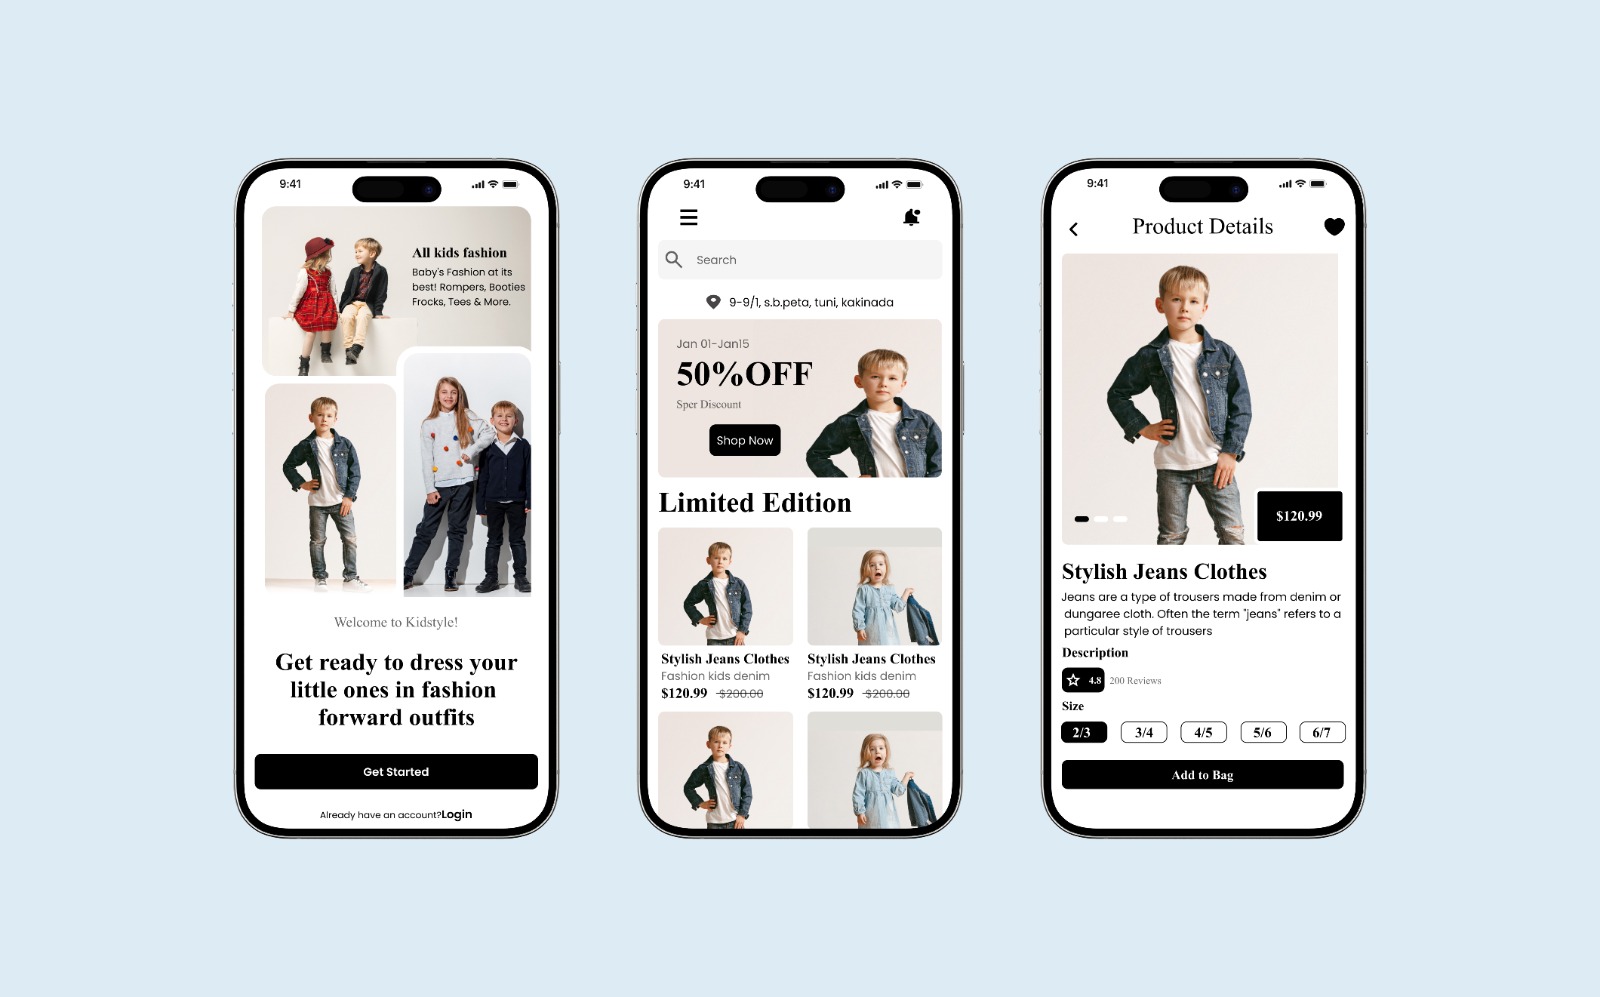 9:41
All kids fashion
Baby's Fashion at its
best! Rompers, Booties
Frocks, Tees & More.
Welcome to Kidstyle!
Get ready to dress your
little ones in fashion
forward outfits
Get Started
Already have an account?Login
9:41
Search
9-9/1, s.b.peta, tuni, kakinada
Jan 01-Jan15
50%OFF
Sper Discount
Shop Now
Limited Edition
Stylish Jeans Clothes
Fashion kids denim
$120.99 $200.00
Stylish Jeans Clothes
Fashion kids denim
$120.99 $200.00
9:41
Product Details
$120.99
Stylish Jeans Clothes
Jeans are a type of trousers made from denim or
dungaree cloth. Often the term "jeans" refers to a
particular style of trousers
Description
4.8 200 Reviews
Size
2/3 3/4 4/5 5/6 6/7
Add to Bag